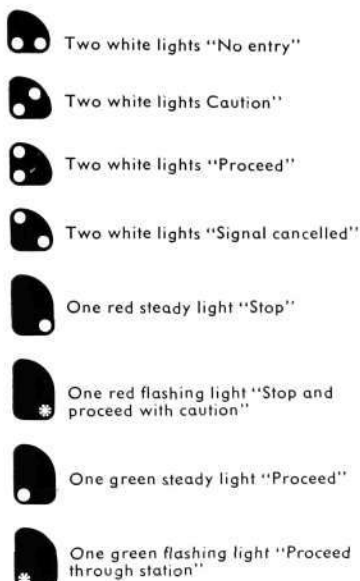 Two white lights “No entry”
Two white lights Caution”
Two white lights “Proceed”
Two white lights “Signal cancelled”
One red steady light “Stop”
One red flashing light “Stop and
proceed with caution”
One green steady light “Proceed”
One green flashing light “Proceed
through station”